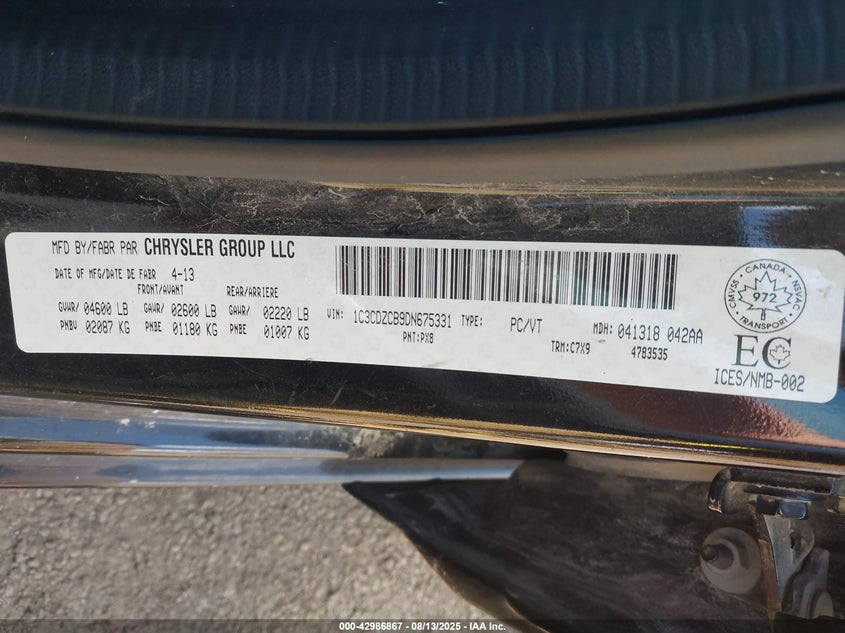 MFD BY/FABR PAR CHRYSLER GROUP LLC
DATE OF MFG/DATE DE FABR 4-13
FRONT/AVANT REAR/ARRIERE
GVWR/ 04600 LB GAWR/ 02600 LB GAWR/ 02220 LB
PNBV 02087 KG PNBE 01180 KG PNBE 01007 KG
VIN: 1C3CDZCB9DN675331 TYPE: PC/VT MDH: 041318 042AA
PNT:PX8 TRM:C7X9 4783535
CANADA
CMVSS 972 NSVAC
TRANSPORT
EC
ICES/NMB-002
000-42986867 - 08/13/2025 - IAA Inc.